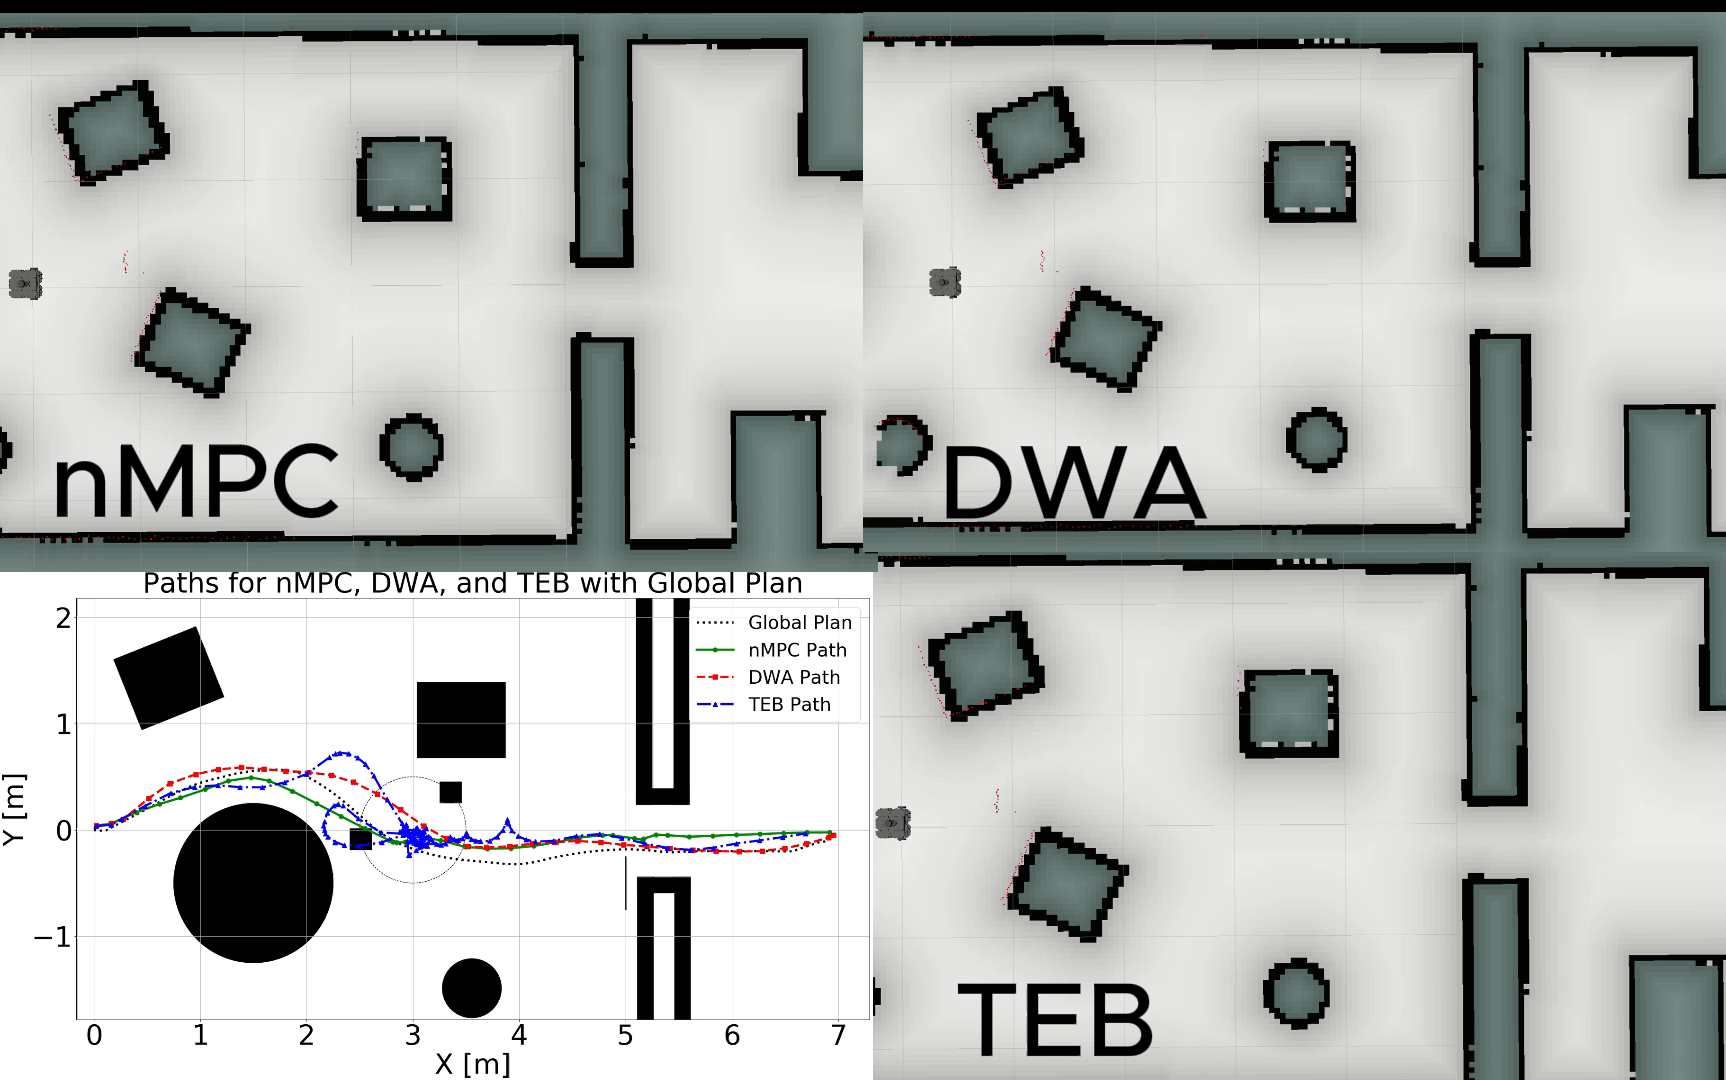 nMPC
DWA
Paths for nMPC, DWA, and TEB with Global Plan
Global Plan
nMPC Path
DWA Path
TEB Path
2
1
0
−1
Y [m]
0 1 2 3 4 5 6 7
X [m]
TEB